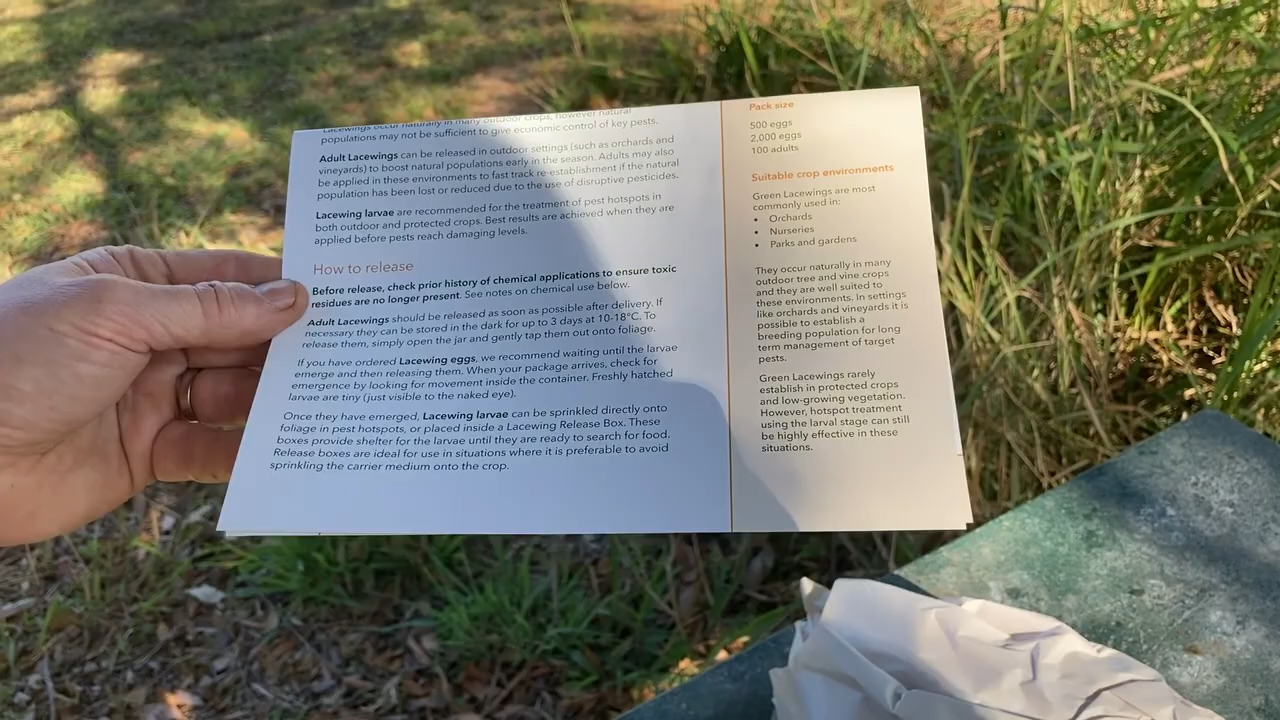 Lacewings occur naturally in many outdoor crops, however natural
populations may not be sufficient to give economic control of key pests.
Adult Lacewings can be released in outdoor settings (such as orchards and
vineyards) to boost natural populations early in the season. Adults may also
be applied in these environments to fast track re-establishment if the natural
population has been lost or reduced due to the use of disruptive pesticides.
Lacewing larvae are recommended for the treatment of pest hotspots in
both outdoor and protected crops. Best results are achieved when they are
applied before pests reach damaging levels.
How to release
Before release, check prior history of chemical applications to ensure toxic
residues are no longer present. See notes on chemical use below.
Adult Lacewings should be released as soon as possible after delivery. If
necessary they can be stored in the dark for up to 3 days at 10-18°C. To
release them, simply open the jar and gently tap them out onto foliage.
If you have ordered Lacewing eggs, we recommend waiting until the larvae
emerge and then releasing them. When your package arrives, check for
emergence by looking for movement inside the container. Freshly hatched
larvae are tiny (just visible to the naked eye).
Once they have emerged, Lacewing larvae can be sprinkled directly onto
foliage in pest hotspots, or placed inside a Lacewing Release Box. These
boxes provide shelter for the larvae until they are ready to search for food.
Release boxes are ideal for use in situations where it is preferable to avoid
sprinkling the carrier medium onto the crop.
Pack size
500 eggs
2,000 eggs
100 adults
Suitable crop environments
Green Lacewings are most
commonly used in:
• Orchards
• Nurseries
• Parks and gardens
They occur naturally in many
outdoor tree and vine crops
and they are well suited to
these environments. In settings
like orchards and vineyards it is
possible to establish a
breeding population for long
term management of target
pests.
Green Lacewings rarely
establish in protected crops
and low-growing vegetation.
However, hotspot treatment
using the larval stage can still
be highly effective in these
situations.